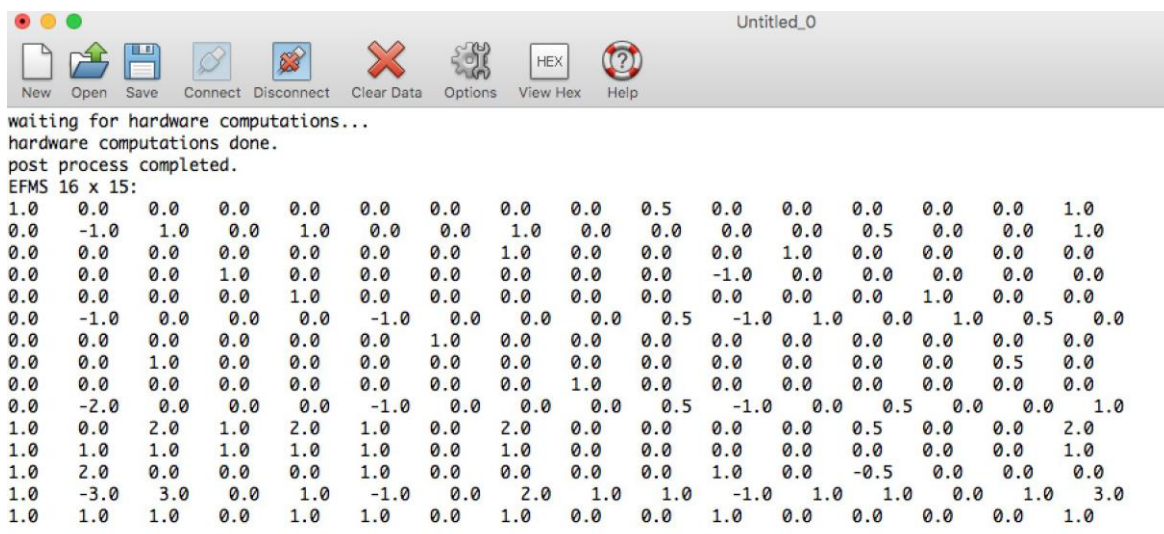 Untitled_0
New Open Save Connect Disconnect Clear Data Options HEX View Hex Help
waiting for hardware computations...
hardware computations done.
post process completed.
EFMS 16 x 15:
1.0 0.0 0.0 0.0 0.0 0.0 0.0 0.0 0.0 0.5 0.0 0.0 0.0 0.0 0.0 1.0
0.0 -1.0 1.0 0.0 1.0 0.0 0.0 1.0 0.0 0.0 0.0 0.0 0.5 0.0 0.0 1.0
0.0 0.0 0.0 0.0 0.0 0.0 0.0 1.0 0.0 0.0 0.0 1.0 0.0 0.0 0.0 0.0
0.0 0.0 0.0 1.0 0.0 0.0 0.0 0.0 0.0 0.0 -1.0 0.0 0.0 0.0 0.0 0.0
0.0 0.0 0.0 0.0 1.0 0.0 0.0 0.0 0.0 0.0 0.0 0.0 0.0 1.0 0.0 0.0
0.0 -1.0 0.0 0.0 0.0 -1.0 0.0 0.0 0.0 0.5 -1.0 1.0 0.0 1.0 0.5 0.0
0.0 0.0 0.0 0.0 0.0 0.0 1.0 0.0 0.0 0.0 0.0 0.0 0.0 0.0 0.0 0.0
0.0 0.0 1.0 0.0 0.0 0.0 0.0 0.0 0.0 0.0 0.0 0.0 0.0 0.0 0.5 0.0
0.0 0.0 0.0 0.0 0.0 0.0 0.0 0.0 1.0 0.0 0.0 0.0 0.0 0.0 0.0 0.0
0.0 -2.0 0.0 0.0 0.0 -1.0 0.0 0.0 0.0 0.5 -1.0 0.0 0.5 0.0 0.0 1.0
1.0 0.0 2.0 1.0 2.0 1.0 0.0 2.0 0.0 0.0 0.0 0.0 0.5 0.0 0.0 2.0
1.0 1.0 1.0 1.0 1.0 1.0 0.0 1.0 0.0 0.0 0.0 0.0 0.0 0.0 0.0 1.0
1.0 2.0 0.0 0.0 0.0 1.0 0.0 0.0 0.0 0.0 1.0 0.0 -0.5 0.0 0.0 0.0
1.0 -3.0 3.0 0.0 1.0 -1.0 0.0 2.0 1.0 1.0 -1.0 1.0 1.0 0.0 1.0 3.0
1.0 1.0 1.0 0.0 1.0 1.0 0.0 1.0 0.0 0.0 1.0 0.0 0.0 0.0 0.0 1.0